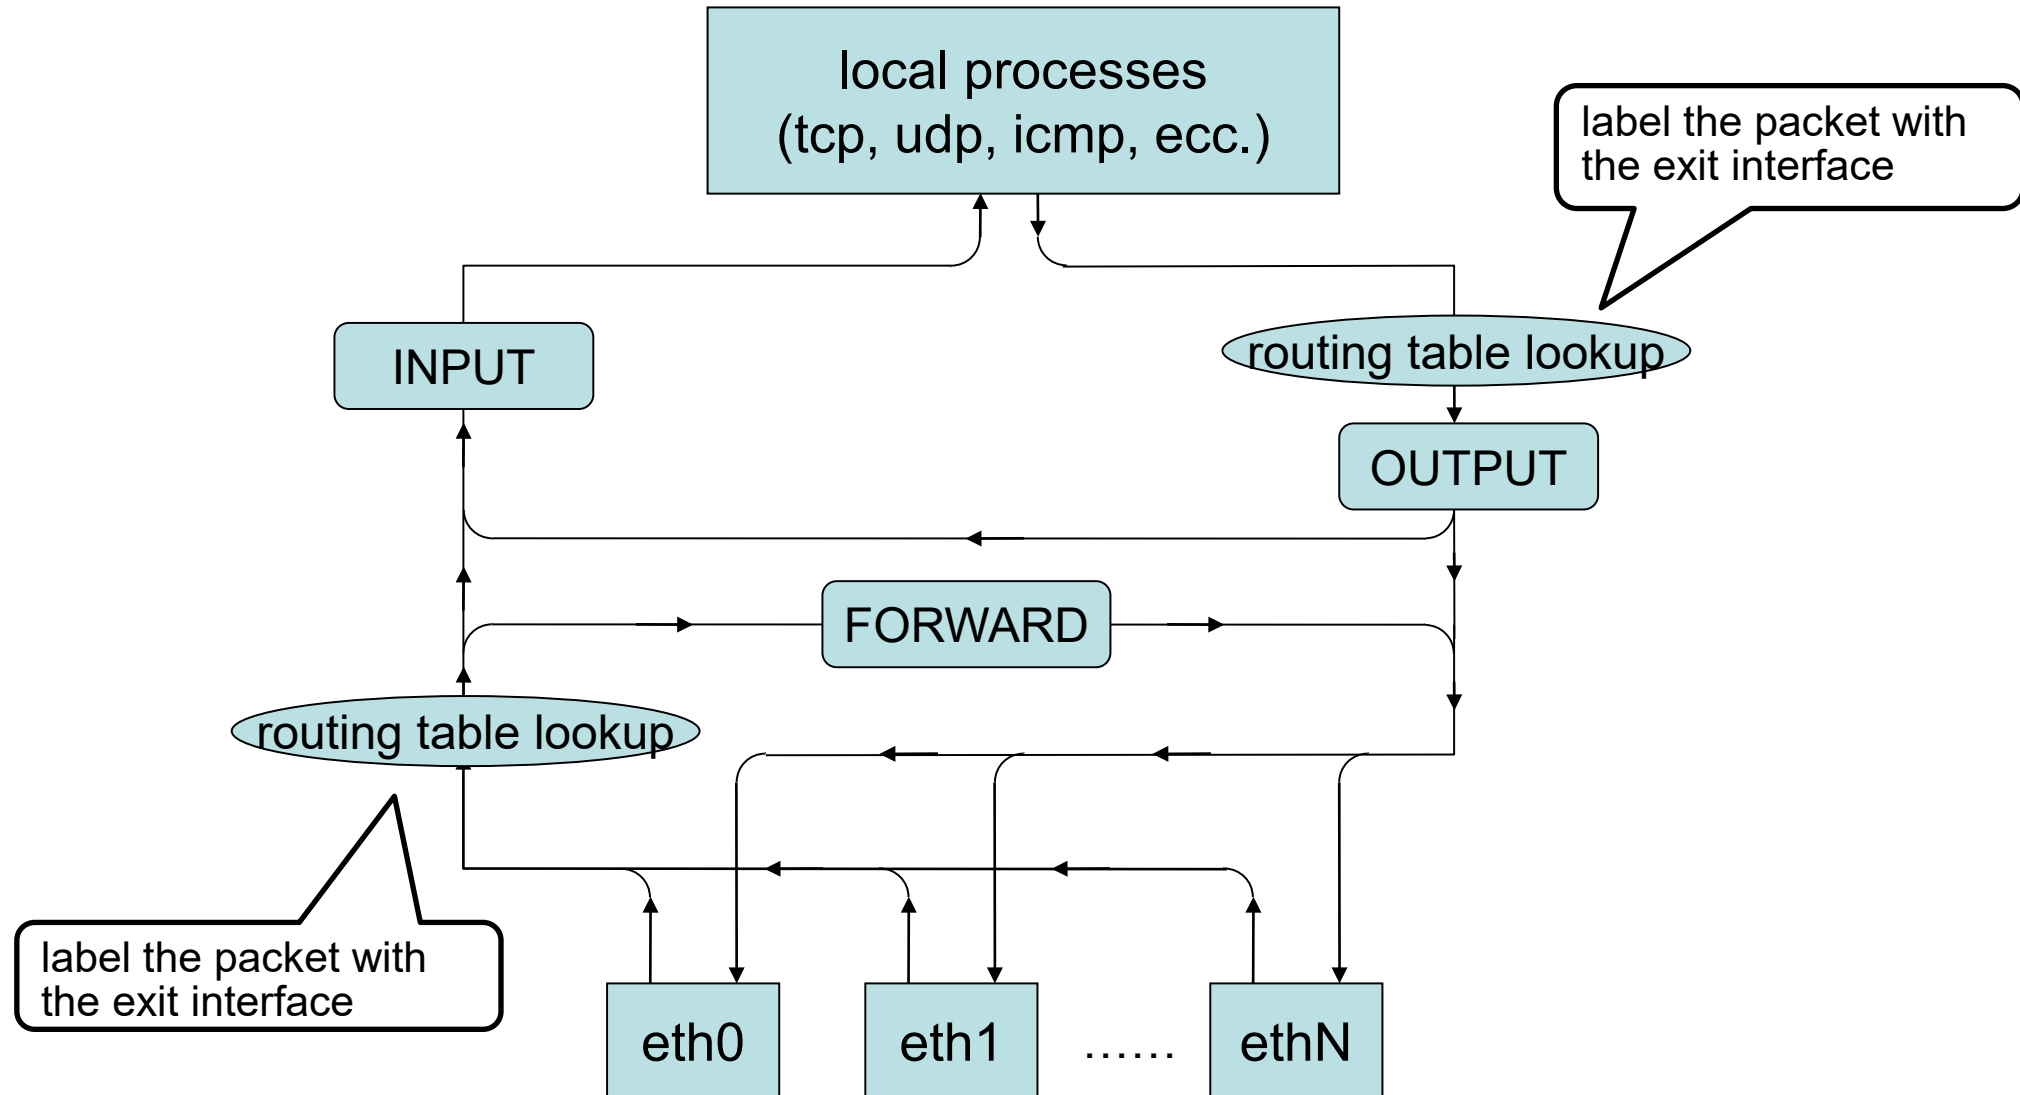 local processes
(tcp, udp, icmp, ecc.)
label the packet with
the exit interface
INPUT
routing table lookup
OUTPUT
FORWARD
routing table lookup
label the packet with
the exit interface
eth0
eth1
......
ethN